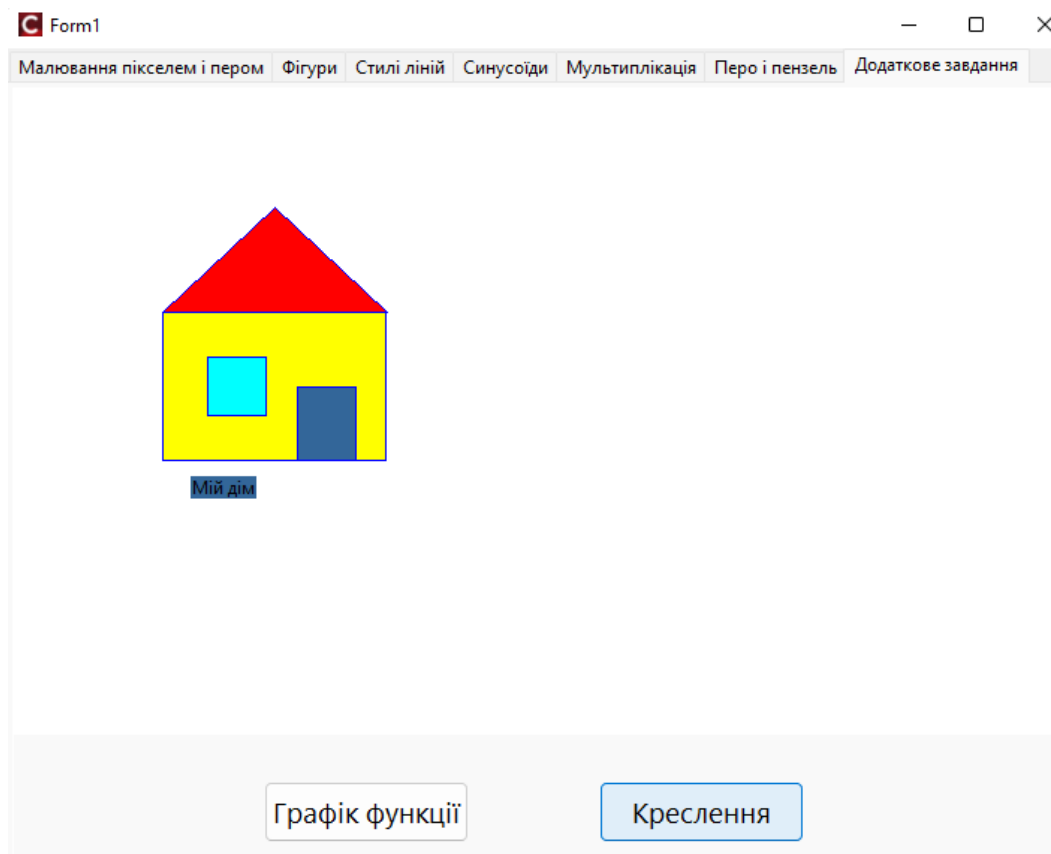 Form1
Малювання пікселем і пером Фігури Стилі ліній Синусоїди Мультиплікація Перо і пензель Додаткове завдання
Мій дім
Графік функції Креслення